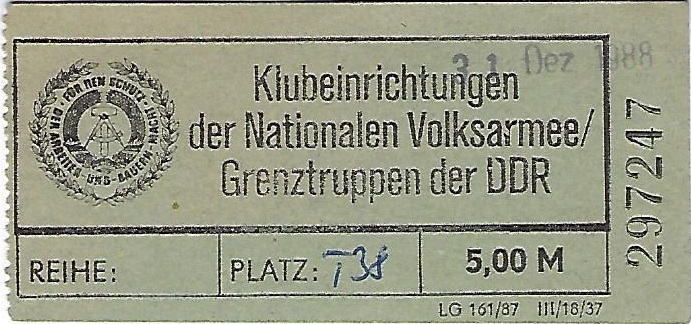 31. Dez 1988
FÜR DEN SCHUTZ · DER ARBEITER · UND · BAUERN · MACHT
Klubeinrichtungen
der Nationalen Volksarmee/
Grenztruppen der DDR
297247
REIHE:
PLATZ: T38
5,00 M
LG 161/87 III/18/37